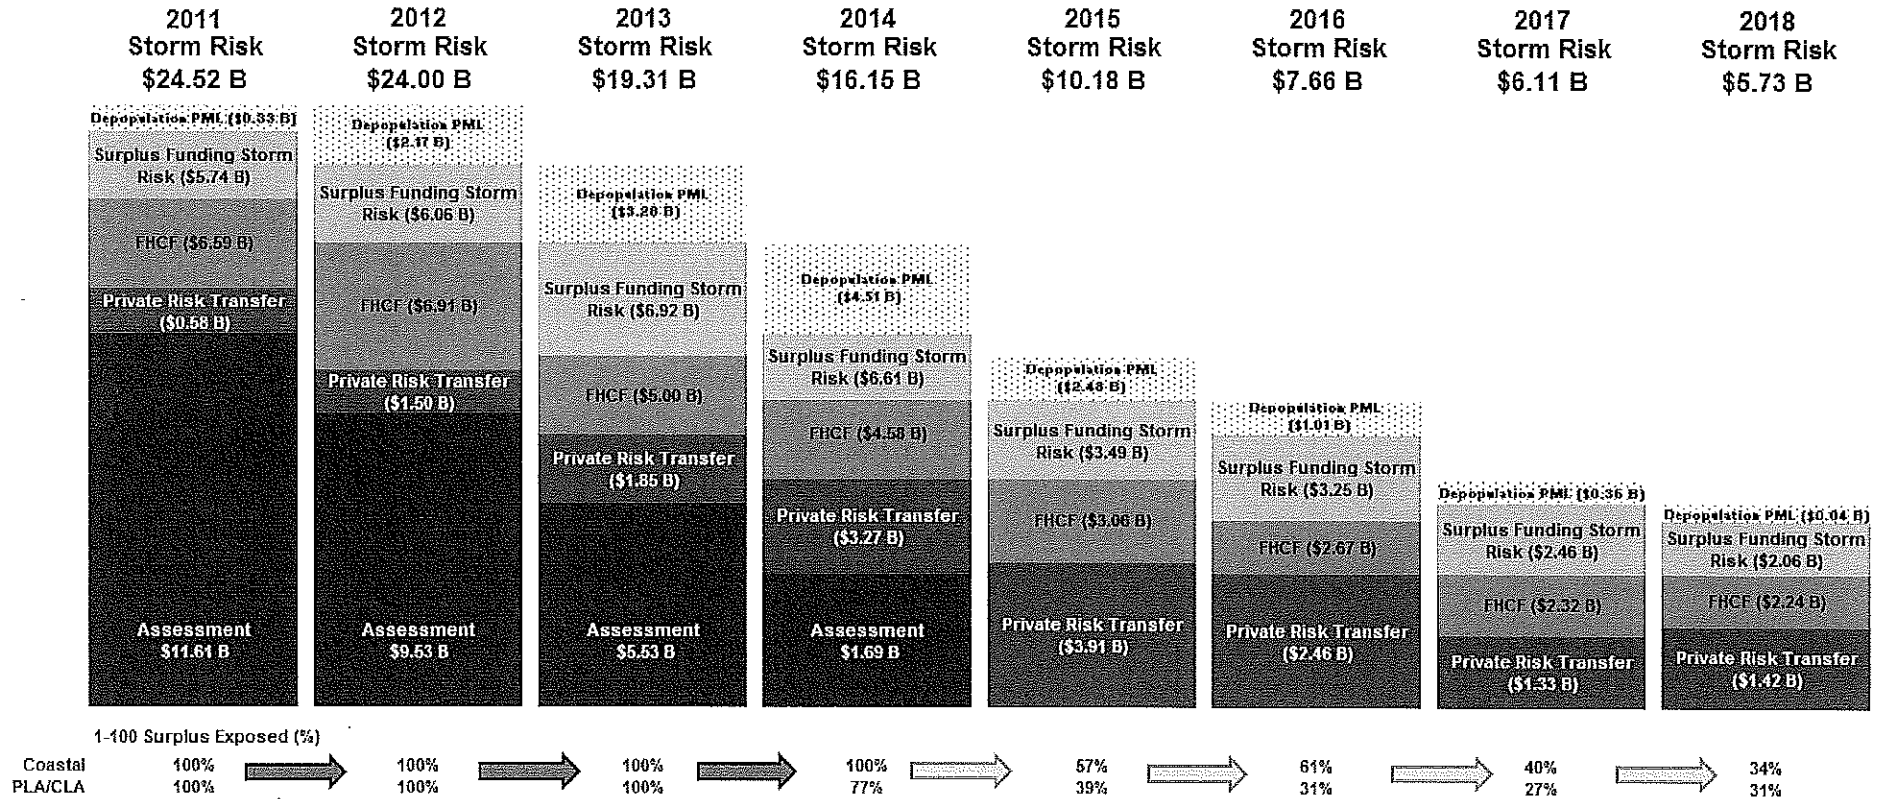 2011
Storm Risk
$24.52 B
2012
Storm Risk
$24.00 B
2013
Storm Risk
$19.31 B
2014
Storm Risk
$16.15 B
2015
Storm Risk
$10.18 B
2016
Storm Risk
$7.66 B
2017
Storm Risk
$6.11 B
2018
Storm Risk
$5.73 B
Depopulation PML ($0.33 B)
Surplus Funding Storm
Risk ($5.74 B)
FHCF ($6.59 B)
Private Risk Transfer
($0.58 B)
Assessment
$11.61 B
Depopulation PML
($2.17 B)
Surplus Funding Storm
Risk ($6.06 B)
FHCF ($6.91 B)
Private Risk Transfer
($1.50 B)
Assessment
$9.53 B
Depopulation PML
($3.28 B)
Surplus Funding Storm
Risk ($6.92 B)
FHCF ($5.00 B)
Private Risk Transfer
($1.85 B)
Assessment
$5.53 B
Depopulation PML
($4.51 B)
Surplus Funding Storm
Risk ($6.61 B)
FHCF ($4.58 B)
Private Risk Transfer
($3.27 B)
Assessment
$1.69 B
Depopulation PML
($2.48 B)
Surplus Funding Storm
Risk ($3.49 B)
FHCF ($3.06 B)
Private Risk Transfer
($3.91 B)
Depopulation PML
($1.01 B)
Surplus Funding Storm
Risk ($3.25 B)
FHCF ($2.67 B)
Private Risk Transfer
($2.46 B)
Depopulation PML ($0.36 B)
Surplus Funding Storm
Risk ($2.46 B)
FHCF ($2.32 B)
Private Risk Transfer
($1.33 B)
Depopulation PML ($0.04 B)
Surplus Funding Storm
Risk ($2.06 B)
FHCF ($2.24 B)
Private Risk Transfer
($1.42 B)
1-100 Surplus Exposed (%)
Coastal 100% 100% 100% 100% 57% 61% 40% 34%
PLA/CLA 100% 100% 100% 77% 39% 31% 27% 31%